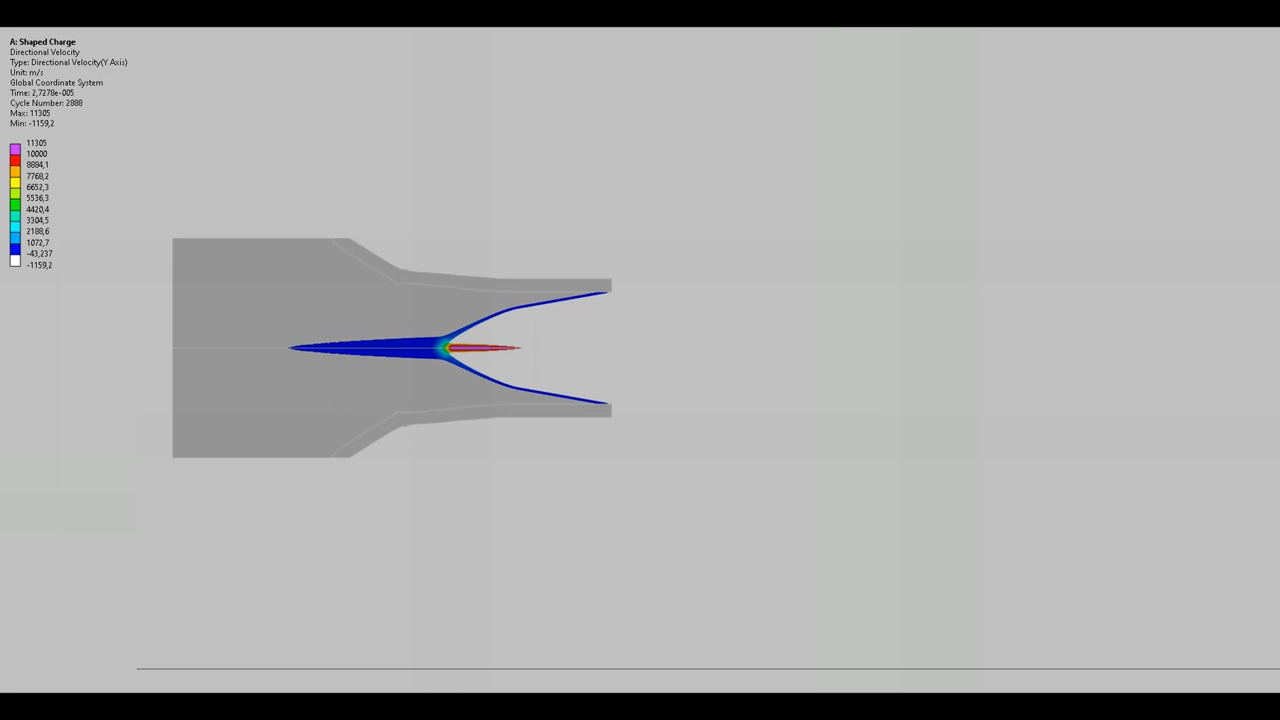 A: Shaped Charge
Directional Velocity
Type: Directional Velocity(Y Axis)
Unit: m/s
Global Coordinate System
Time: 2,7278e-005
Cycle Number: 2888
Max: 11305
Min: -1159,2
11305
10000
8884,1
7768,2
6652,3
5536,3
4420,4
3304,5
2188,6
1072,7
-43,237
-1159,2